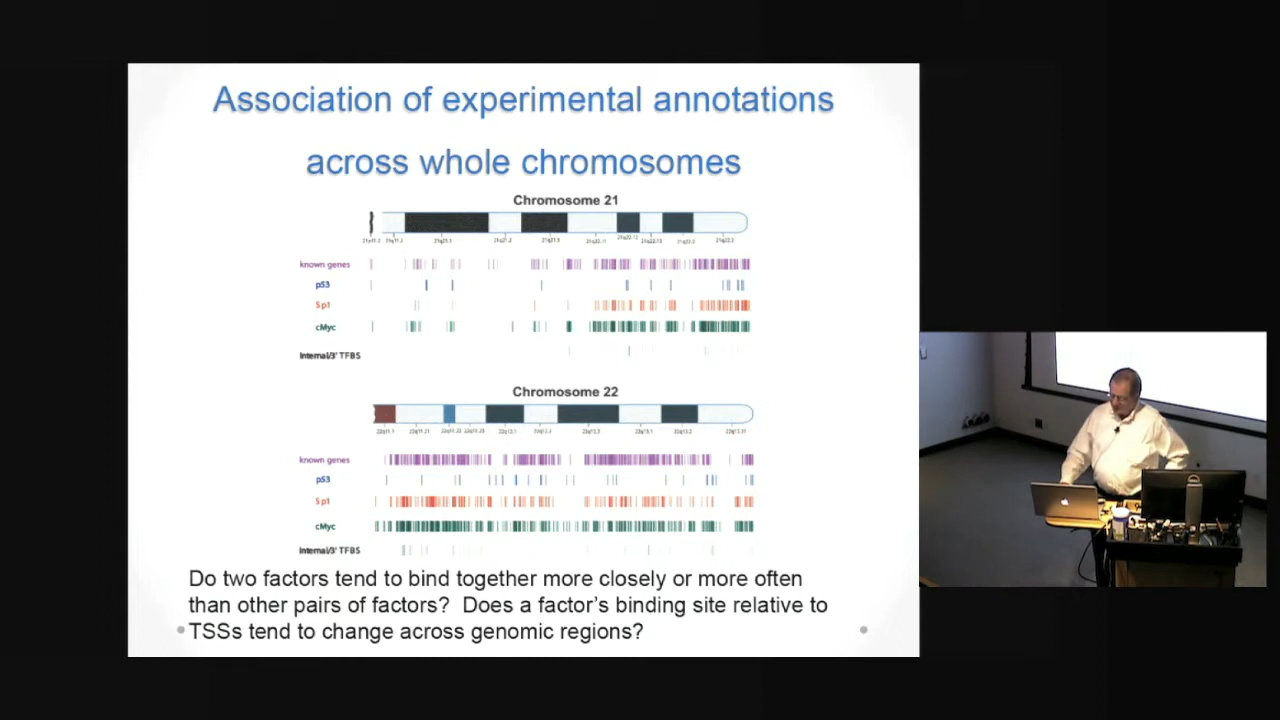 Association of experimental annotations
across whole chromosomes
Chromosome 21
known genes
p53
Sp1
cMyc
Internal/3' TFBS
Chromosome 22
known genes
p53
Sp1
cMyc
Internal/3' TFBS
Do two factors tend to bind together more closely or more often
than other pairs of factors? Does a factor's binding site relative to
TSSs tend to change across genomic regions?